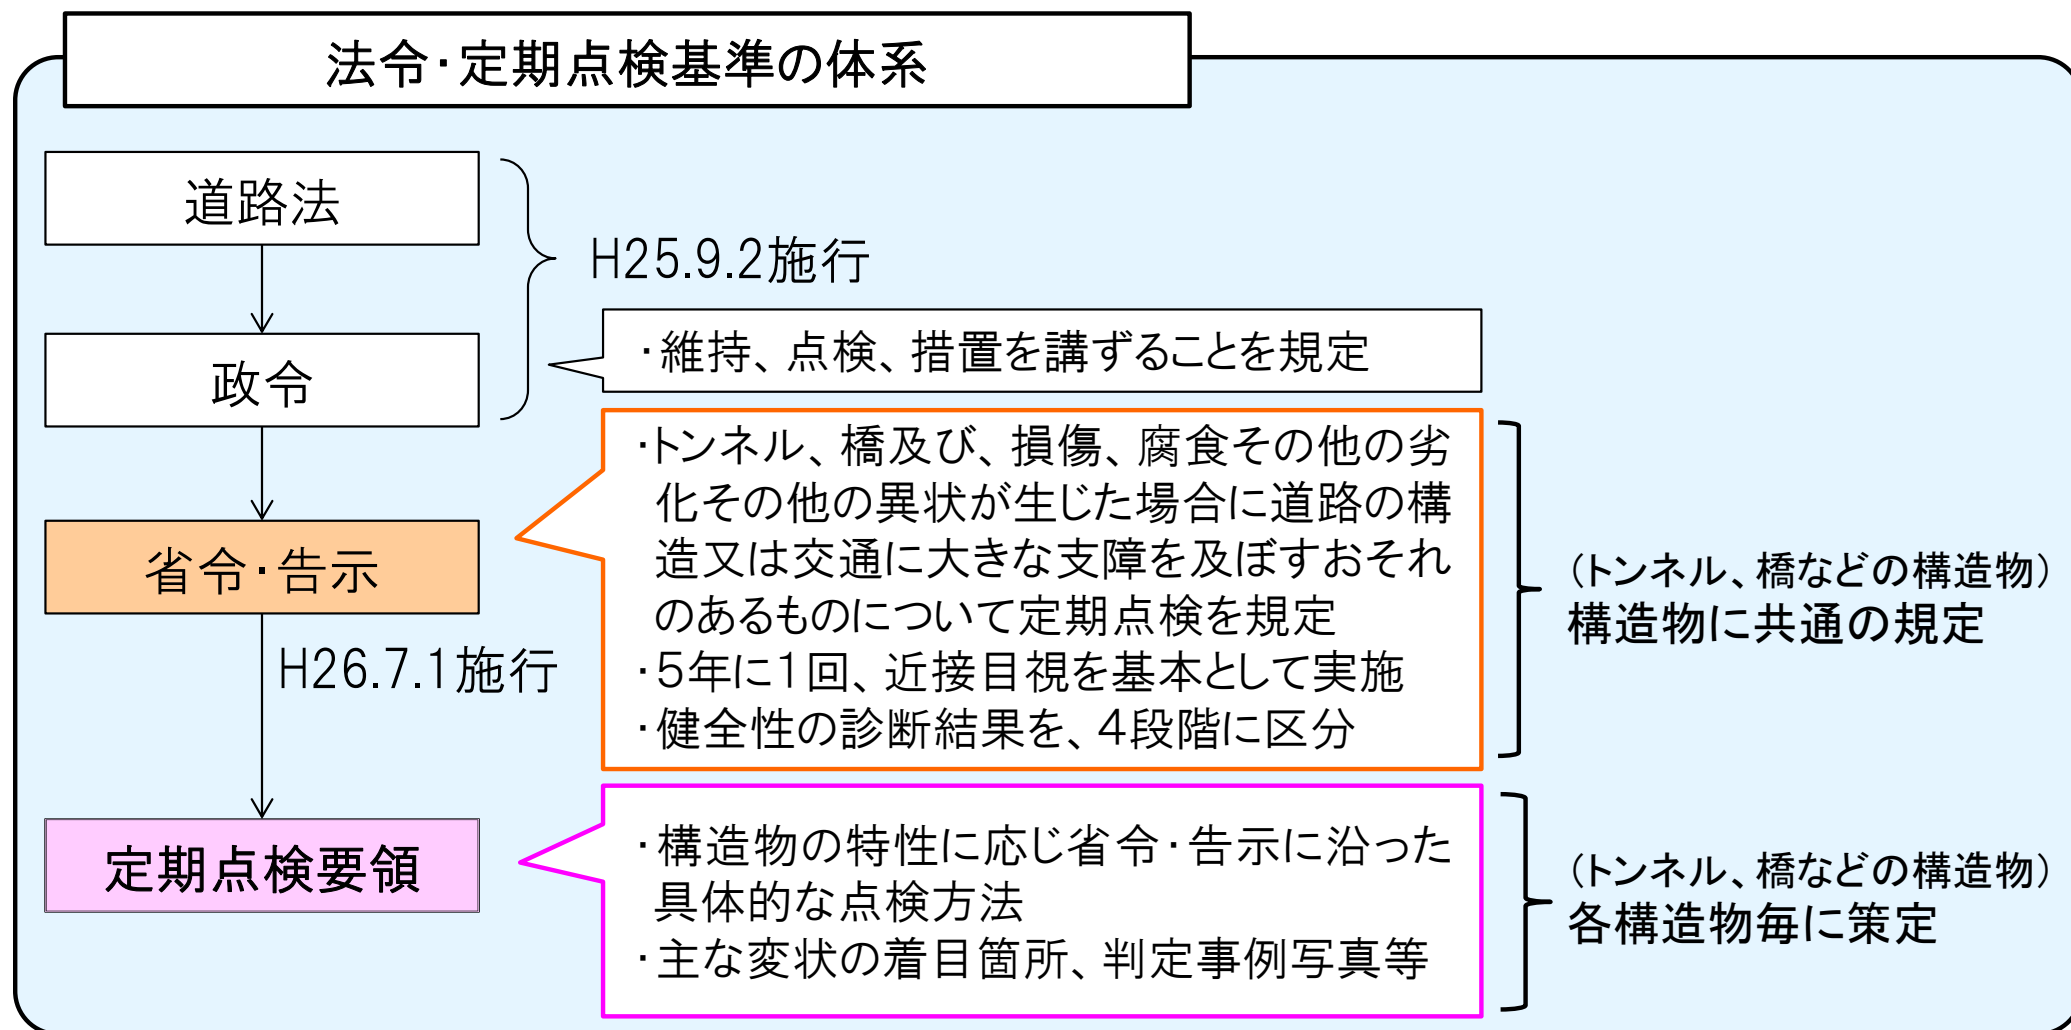 法令・定期点検基準の体系
道路法
H25.9.2施行
政令
・維持、点検、措置を講ずることを規定
省令・告示
H26.7.1施行
・トンネル、橋及び、損傷、腐食その他の劣
化その他の異状が生じた場合に道路の構
造又は交通に大きな支障を及ぼすおそれ
のあるものについて定期点検を規定
・5年に1回、近接目視を基本として実施
・健全性の診断結果を、4段階に区分
(トンネル、橋などの構造物)
構造物に共通の規定
定期点検要領
・構造物の特性に応じ省令・告示に沿った
具体的な点検方法
・主な変状の着目箇所、判定事例写真等
(トンネル、橋などの構造物)
各構造物毎に策定